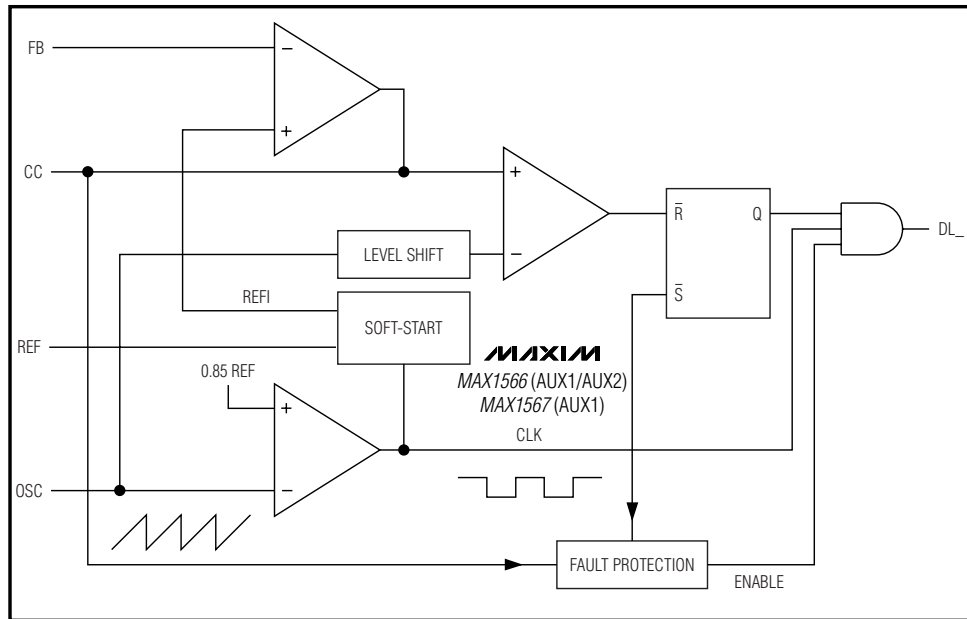 FB
−
+
CC
+
−
R̅
Q
DL_
LEVEL SHIFT
S̅
REFI
SOFT-START
REF
MAXIM
0.85 REF
MAX1566 (AUX1/AUX2)
MAX1567 (AUX1)
+
CLK
OSC
−
FAULT PROTECTION
ENABLE